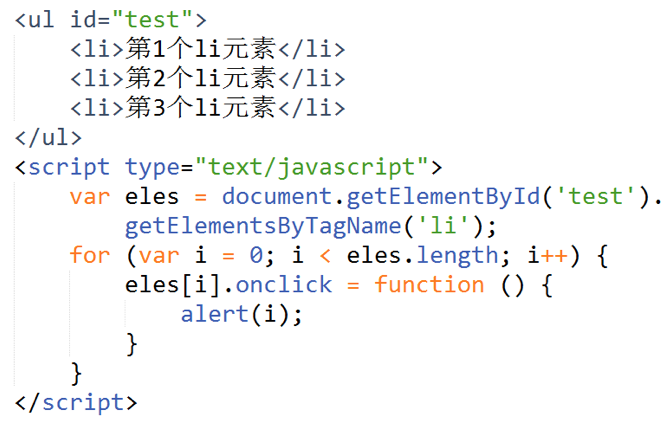 <ul id="test">
    <li>第1个li元素</li>
    <li>第2个li元素</li>
    <li>第3个li元素</li>
</ul>
<script type="text/javascript">
    var eles = document.getElementById('test').
        getElementsByTagName('li');
    for (var i = 0; i < eles.length; i++) {
        eles[i].onclick = function () {
            alert(i);
        }
    }
</script>